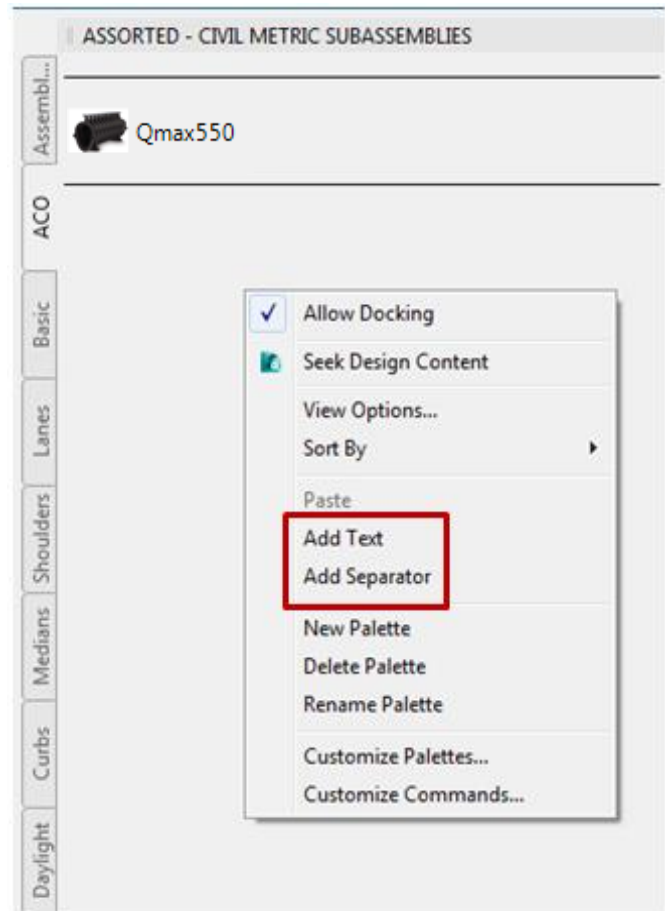 ASSORTED - CIVIL METRIC SUBASSEMBLIES
Assembl...
Qmax550
ACO
Basic
Lanes
Shoulders
Medians
Curbs
Daylight
Allow Docking
Seek Design Content
View Options...
Sort By
Paste
Add Text
Add Separator
New Palette
Delete Palette
Rename Palette
Customize Palettes...
Customize Commands...